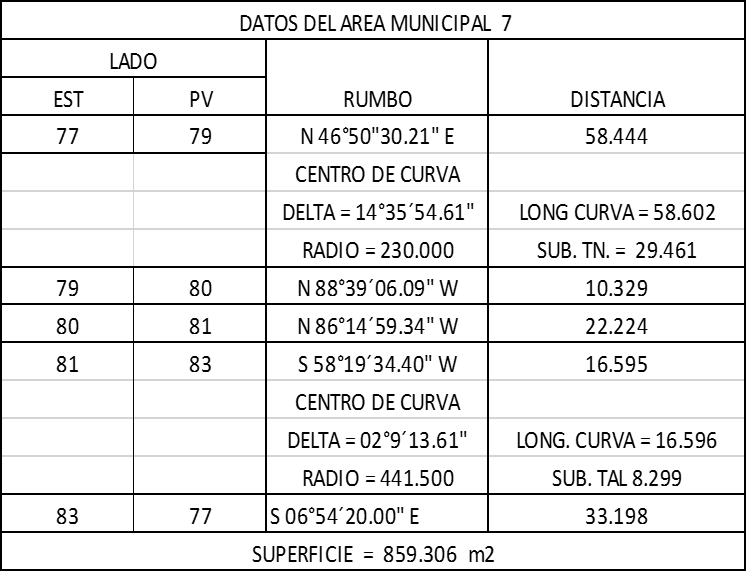 DATOS DEL AREA MUNICIPAL 7
LADO
EST PV RUMBO DISTANCIA
77 79 N 46°50"30.21" E 58.444
CENTRO DE CURVA
DELTA = 14°35´54.61" LONG CURVA = 58.602
RADIO = 230.000 SUB. TN. = 29.461
79 80 N 88°39´06.09" W 10.329
80 81 N 86°14´59.34" W 22.224
81 83 S 58°19´34.40" W 16.595
CENTRO DE CURVA
DELTA = 02°9´13.61" LONG. CURVA = 16.596
RADIO = 441.500 SUB. TAL 8.299
83 77 S 06°54´20.00" E 33.198
SUPERFICIE = 859.306 m2